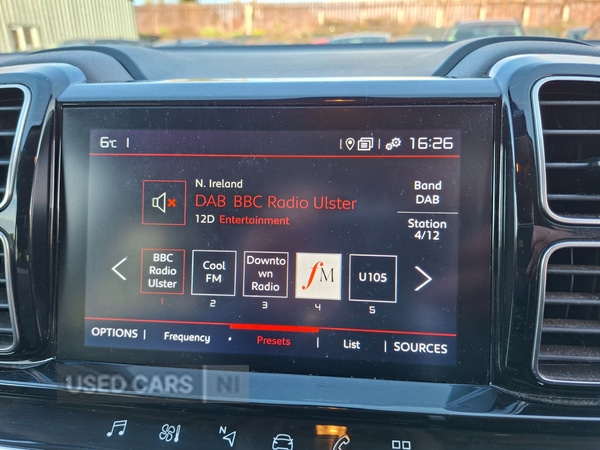 6°C
16:26
N. Ireland
DAB BBC Radio Ulster
12D Entertainment
Band
DAB
Station
4/12
BBC
Radio
Ulster
Cool
FM
Downto
wn
Radio
fM
U105
1
2
3
4
5
OPTIONS
Frequency
Presets
List
SOURCES
USED CARS NI
N